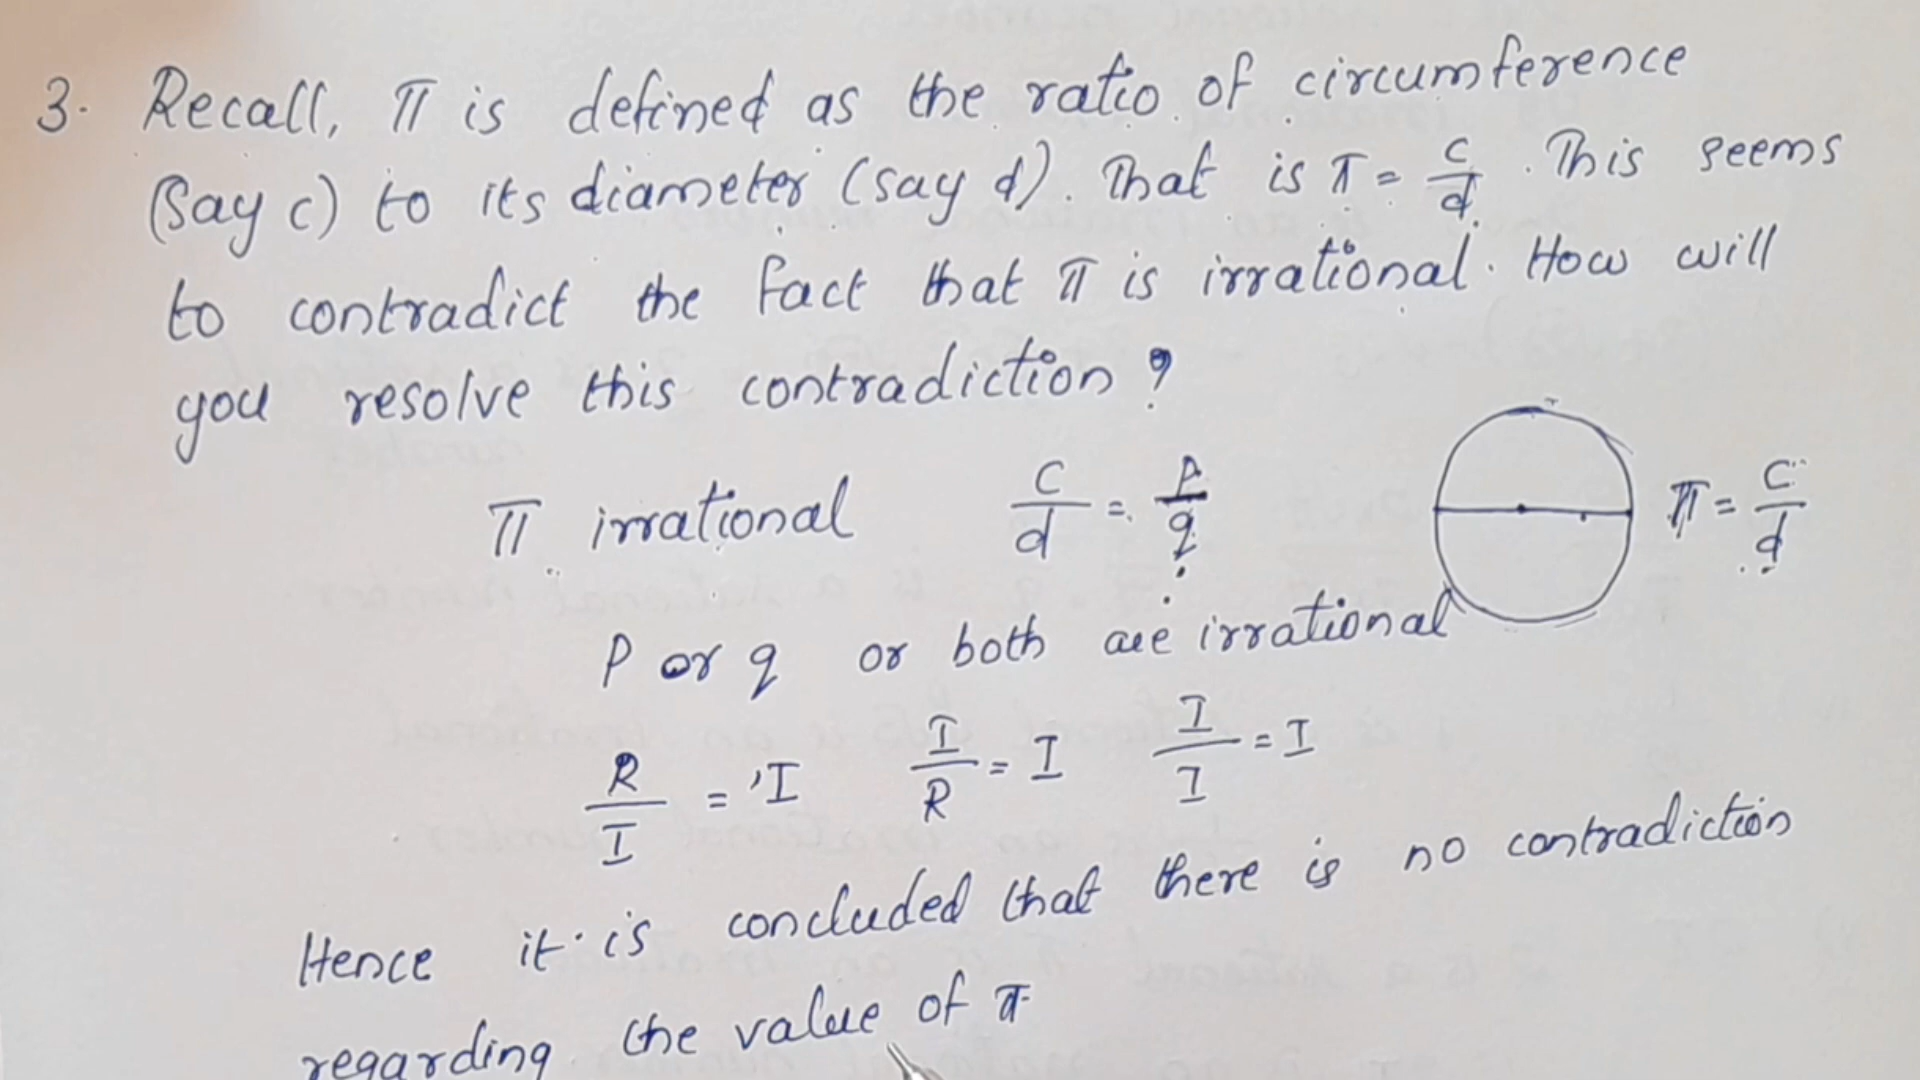 3. Recall, π is defined as the ratio of circumference
(Say c) to its diameter (say d). That is π = c/d. This seems
to contradict the fact that π is irrational. How will
you resolve this contradiction?
π irrational c/d = p/q π = c/d
P or q or both are irrational
R/I = I I/R = I I/I = I
Hence it is concluded that there is no contradiction
regarding the value of π